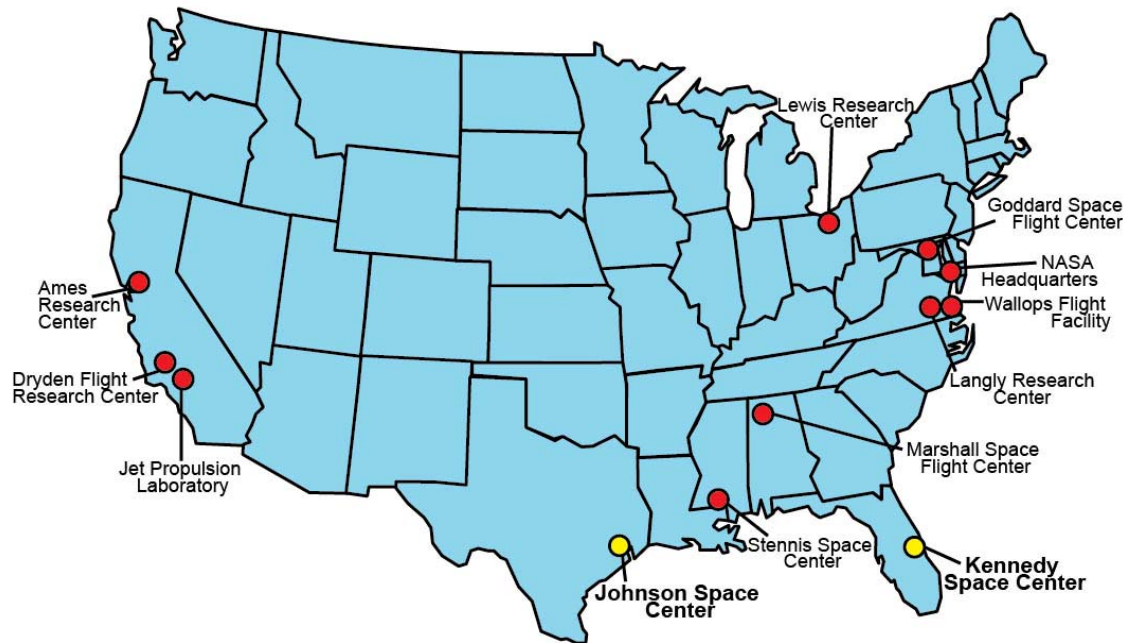 Lewis Research
Center
Goddard Space
Flight Center
NASA
Headquarters
Ames
Research
Center
Wallops Flight
Facility
Dryden Flight
Research Center
Langly Research
Center
Jet Propulsion
Laboratory
Marshall Space
Flight Center
Stennis Space
Center
Johnson Space
Center
Kennedy
Space Center